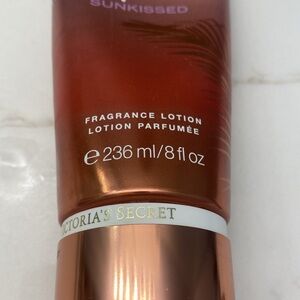 SUNKISSED
FRAGRANCE LOTION
LOTION PARFUMÉE
℮ 236 ml/8 fl oz
VICTORIA'S SECRET